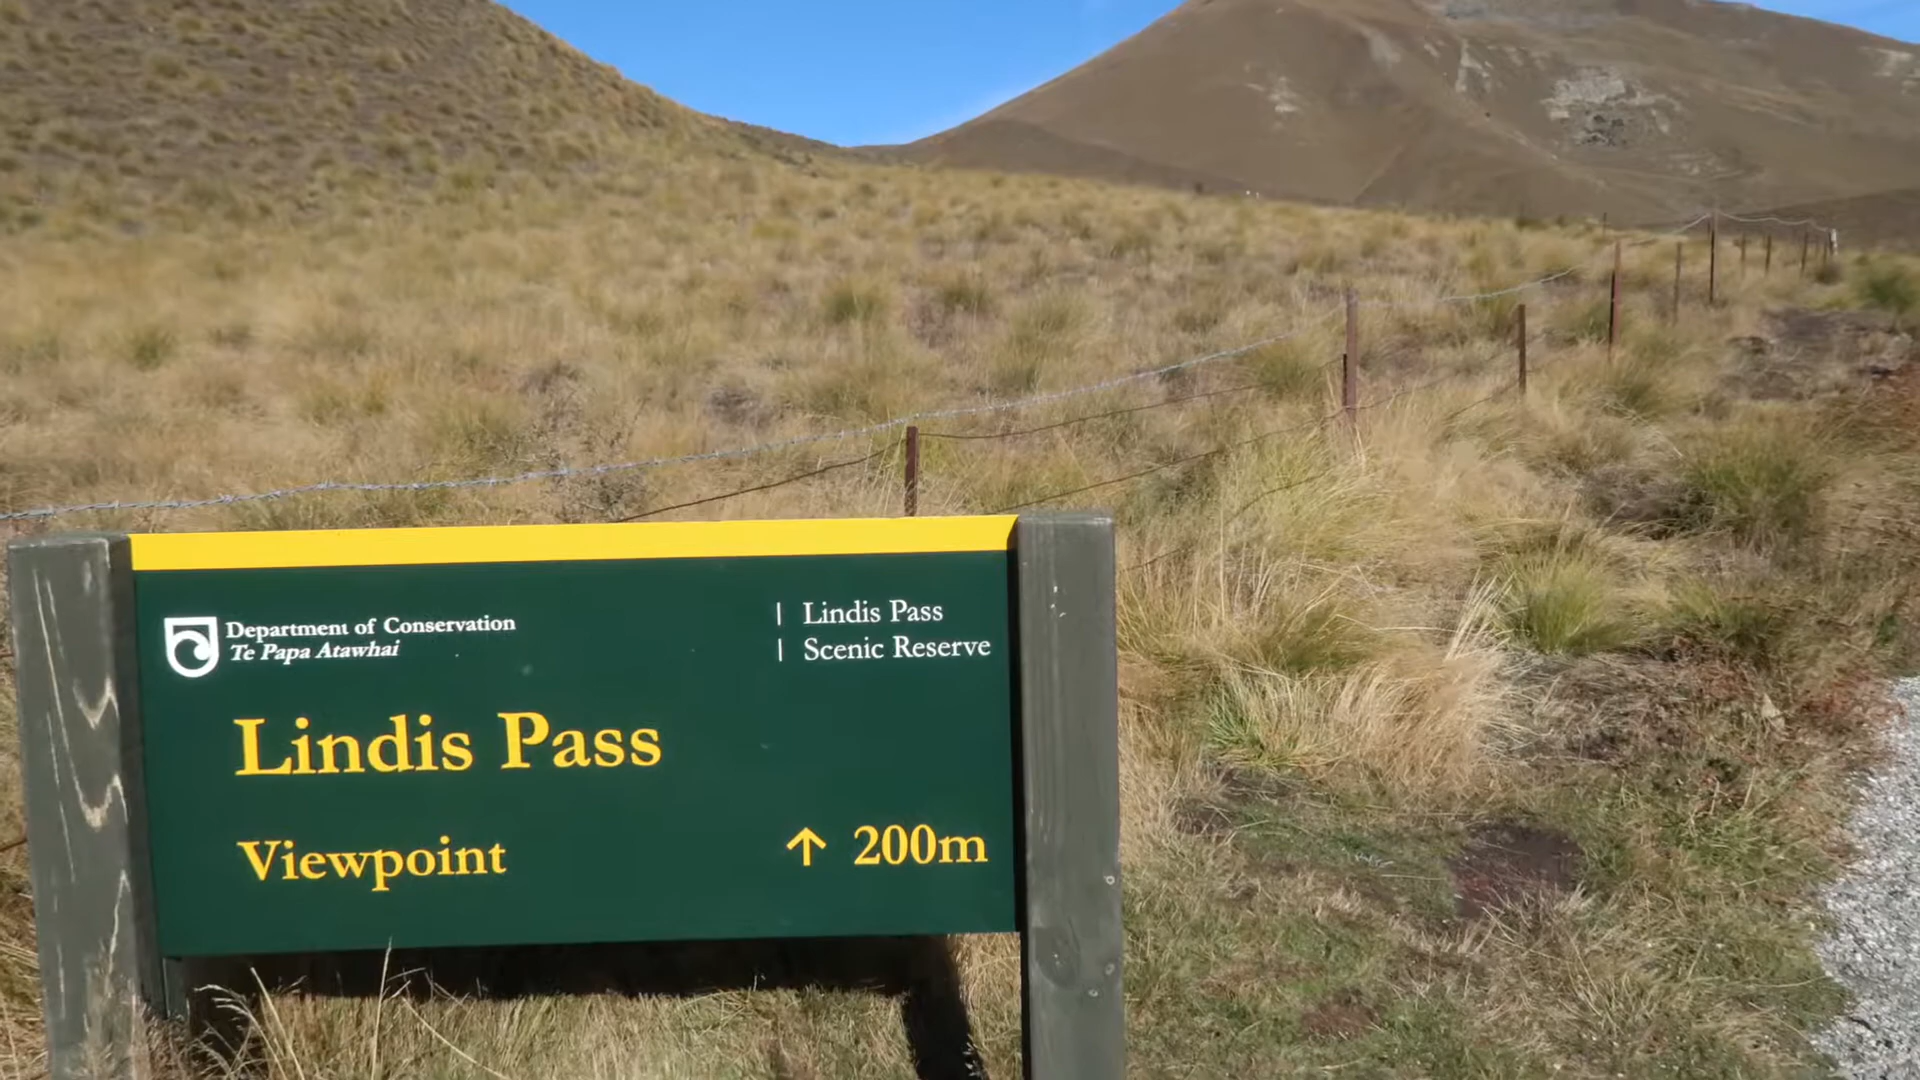 Department of Conservation
Te Papa Atawhai
Lindis Pass
Scenic Reserve
Lindis Pass
Viewpoint ↑ 200m